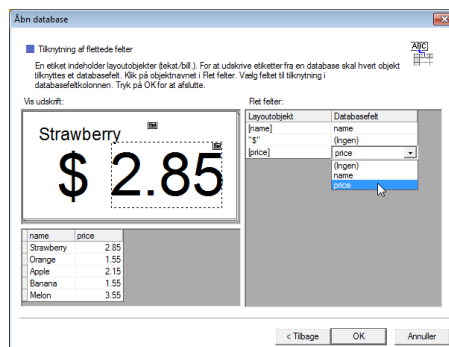 Åbn database
Tilknytning af flettede felter
ABC
En etiket indeholder layoutobjekter (tekst/bill.). For at udskrive etiketter fra en database skal hvert objekt
tilknyttes et databasefelt. Klik på objektnavnet i Flet felter. Vælg feltet til tilknytning i
databasefeltkolonnen. Tryk på OK for at afslutte.
Vis udskrift:
Strawberry
$ 2.85
Flet felter:
Layoutobjekt Databasefelt
[name] name
"$" (Ingen)
[price] price
(Ingen)
name
price
name price
Strawberry 2.85
Orange 1.55
Apple 2.15
Banana 1.55
Melon 3.55
< Tilbage OK Annuller